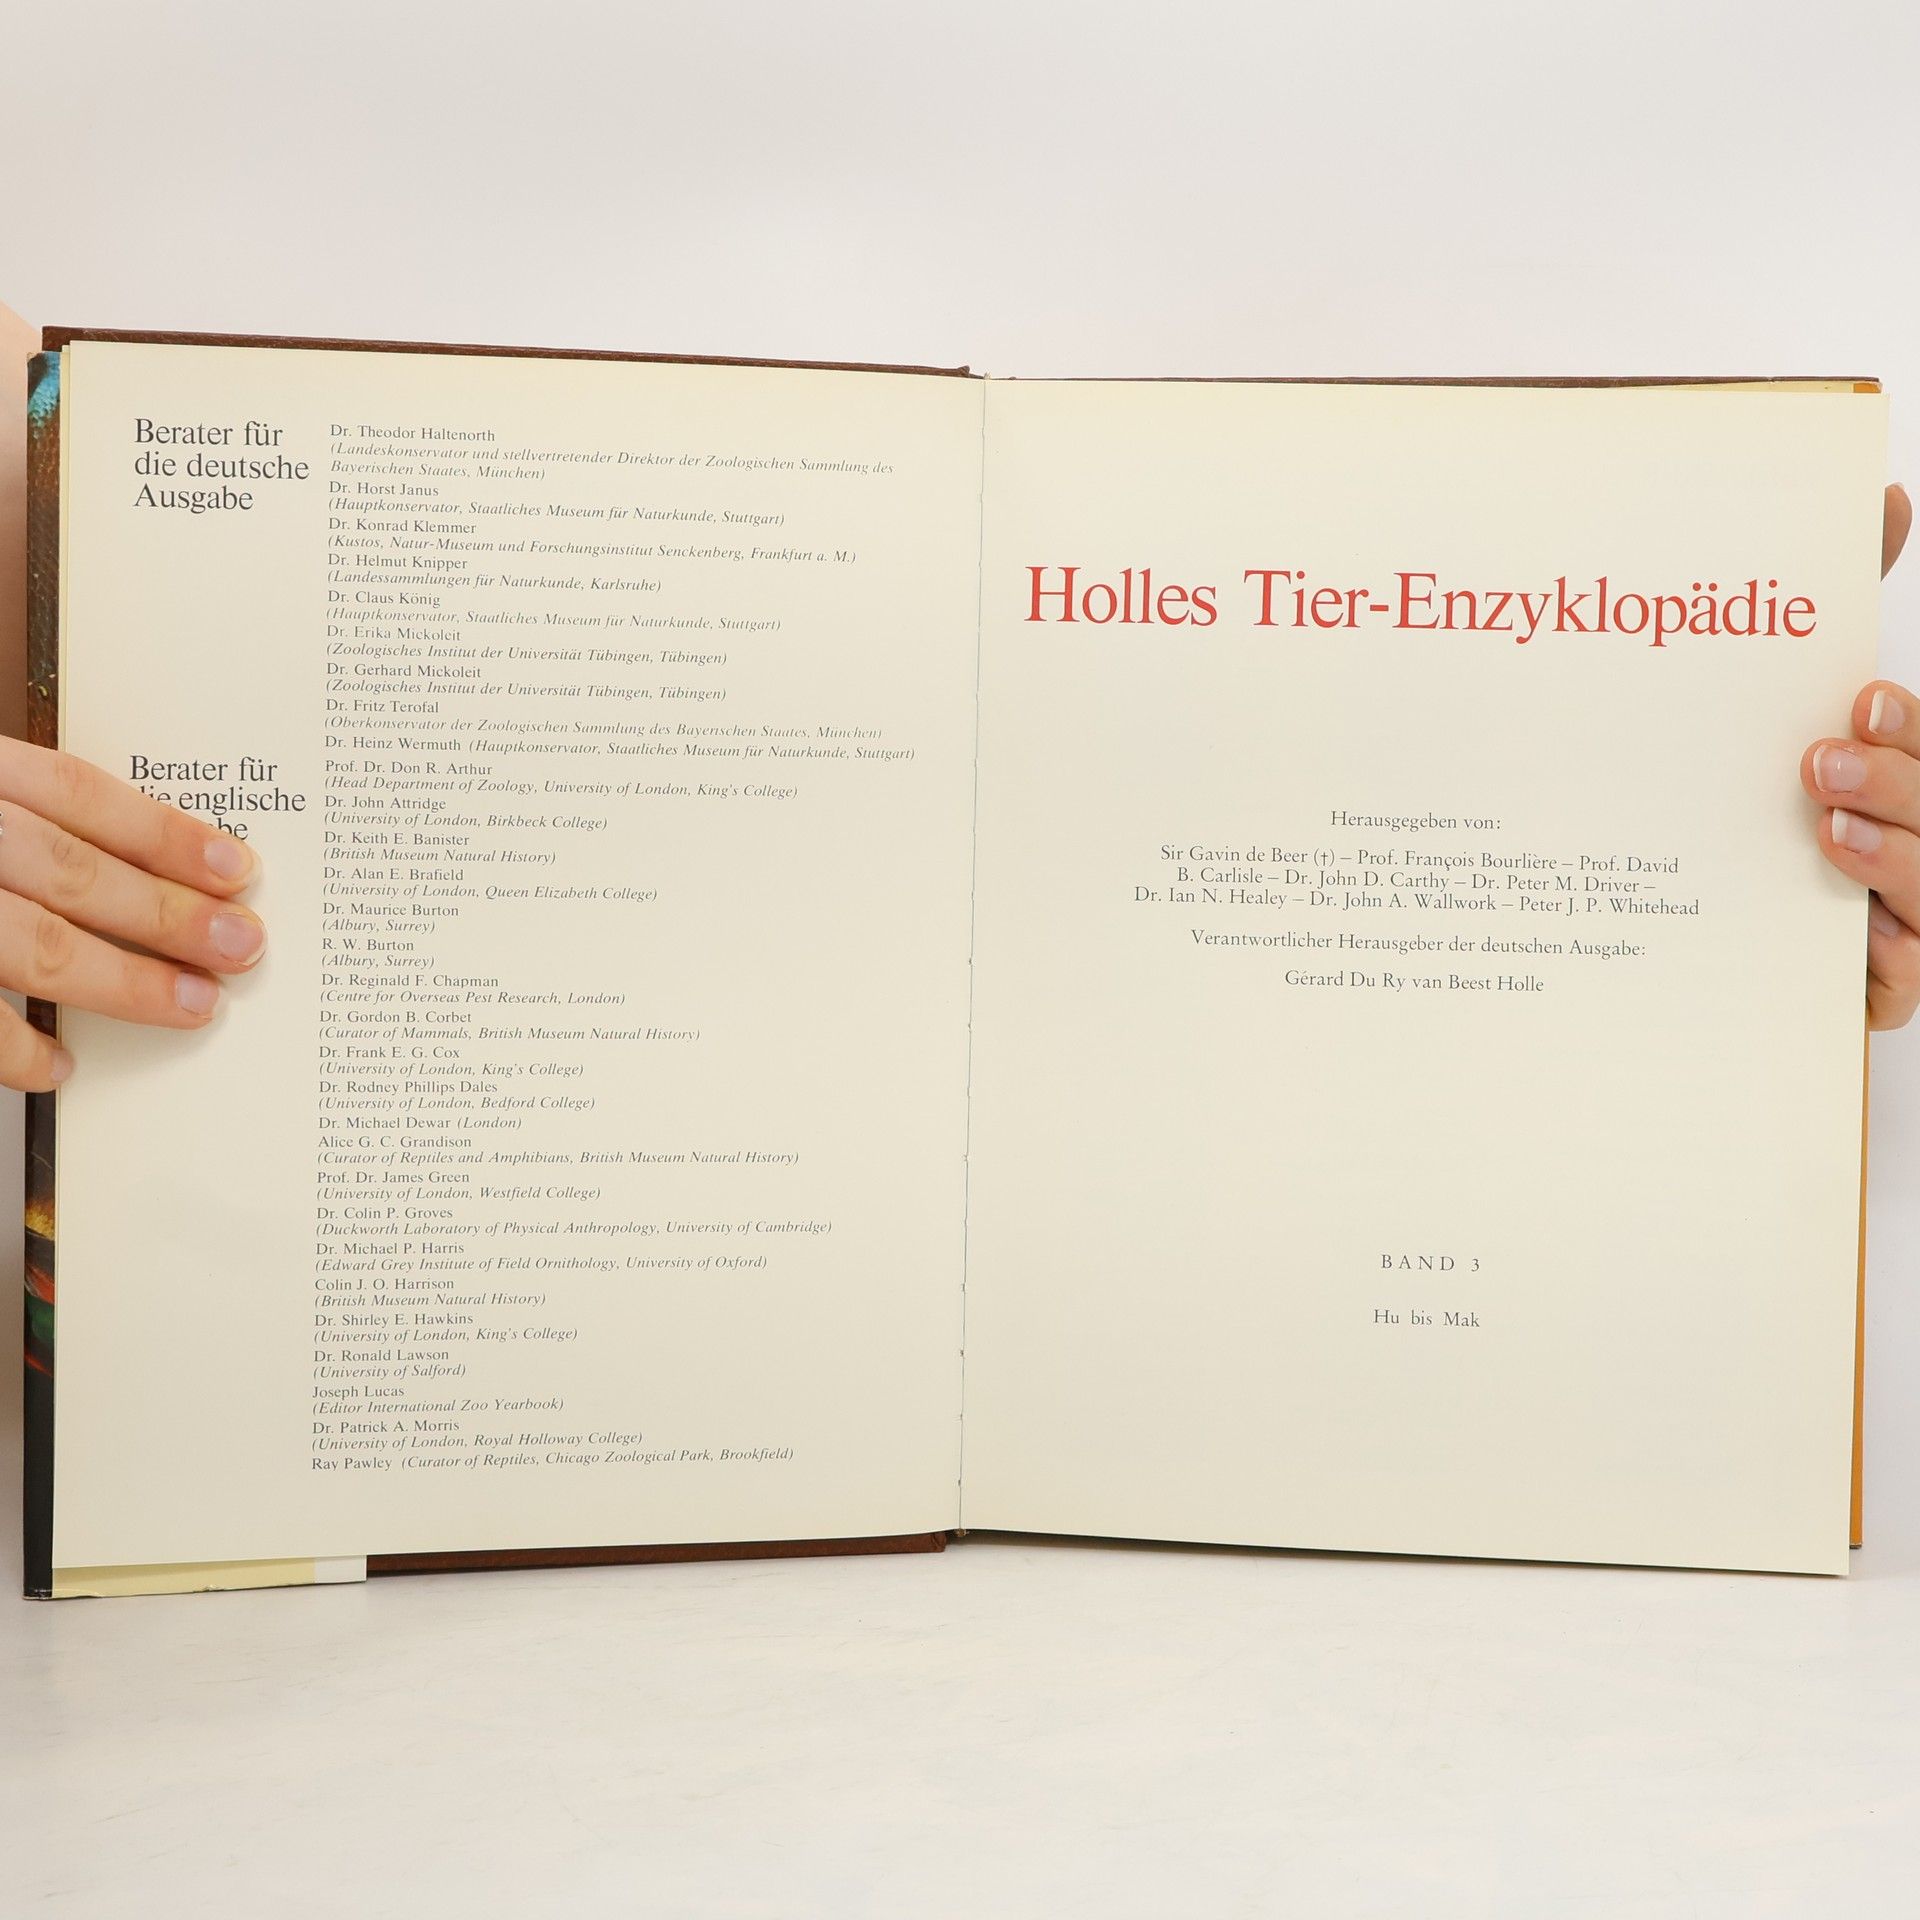 Berater für
die deutsche
Ausgabe
Dr. Theodor Haltenorth
(Landeskonservator und stellvertretender Direktor der Zoologischen Sammlung des
Bayerischen Staates, München)
Dr. Horst Janus
(Hauptkonservator, Staatliches Museum für Naturkunde, Stuttgart)
Dr. Konrad Klemmer
(Kustos, Natur-Museum und Forschungsinstitut Senckenberg, Frankfurt a. M.)
Dr. Helmut Knipper
(Landessammlungen für Naturkunde, Karlsruhe)
Dr. Claus König
(Hauptkonservator, Staatliches Museum für Naturkunde, Stuttgart)
Dr. Erika Mickoleit
(Zoologisches Institut der Universität Tübingen, Tübingen)
Dr. Gerhard Mickoleit
(Zoologisches Institut der Universität Tübingen, Tübingen)
Dr. Fritz Terofal
(Oberkonservator der Zoologischen Sammlung des Bayerischen Staates, München)
Dr. Heinz Wermuth (Hauptkonservator, Staatliches Museum für Naturkunde, Stuttgart)
Berater für
englische
Prof. Dr. Don R. Arthur
(Head Department of Zoology, University of London, King's College)
Dr. John Attridge
(University of London, Birkbeck College)
Dr. Keith E. Banister
(British Museum Natural History)
Dr. Alan E. Brafield
(University of London, Queen Elizabeth College)
Dr. Maurice Burton
(Albury, Surrey)
R. W. Burton
(Albury, Surrey)
Dr. Reginald F. Chapman
(Centre for Overseas Pest Research, London)
Dr. Gordon B. Corbet
(Curator of Mammals, British Museum Natural History)
Dr. Frank E. G. Cox
(University of London, King's College)
Dr. Rodney Phillips Dales
(University of London, Bedford College)
Dr. Michael Dewar (London)
Alice G. C. Grandison
(Curator of Reptiles and Amphibians, British Museum Natural History)
Prof. Dr. James Green
(University of London, Westfield College)
Dr. Colin P. Groves
(Duckworth Laboratory of Physical Anthropology, University of Cambridge)
Dr. Michael P. Harris
(Edward Grey Institute of Field Ornithology, University of Oxford)
Colin J. O. Harrison
(British Museum Natural History)
Dr. Shirley E. Hawkins
(University of London, King's College)
Dr. Ronald Lawson
(University of Salford)
Joseph Lucas
(Editor International Zoo Yearbook)
Dr. Patrick A. Morris
(University of London, Royal Holloway College)
Ray Pawley (Curator of Reptiles, Chicago Zoological Park, Brookfield)
Holles Tier-Enzyklopädie
Herausgegeben von:
Sir Gavin de Beer (†) – Prof. François Bourlière – Prof. David
B. Carlisle – Dr. John D. Carthy – Dr. Peter M. Driver –
Dr. Ian N. Healey – Dr. John A. Wallwork – Peter J. P. Whitehead
Verantwortlicher Herausgeber der deutschen Ausgabe:
Gérard Du Ry van Beest Holle
BAND 3
Hu bis Mak